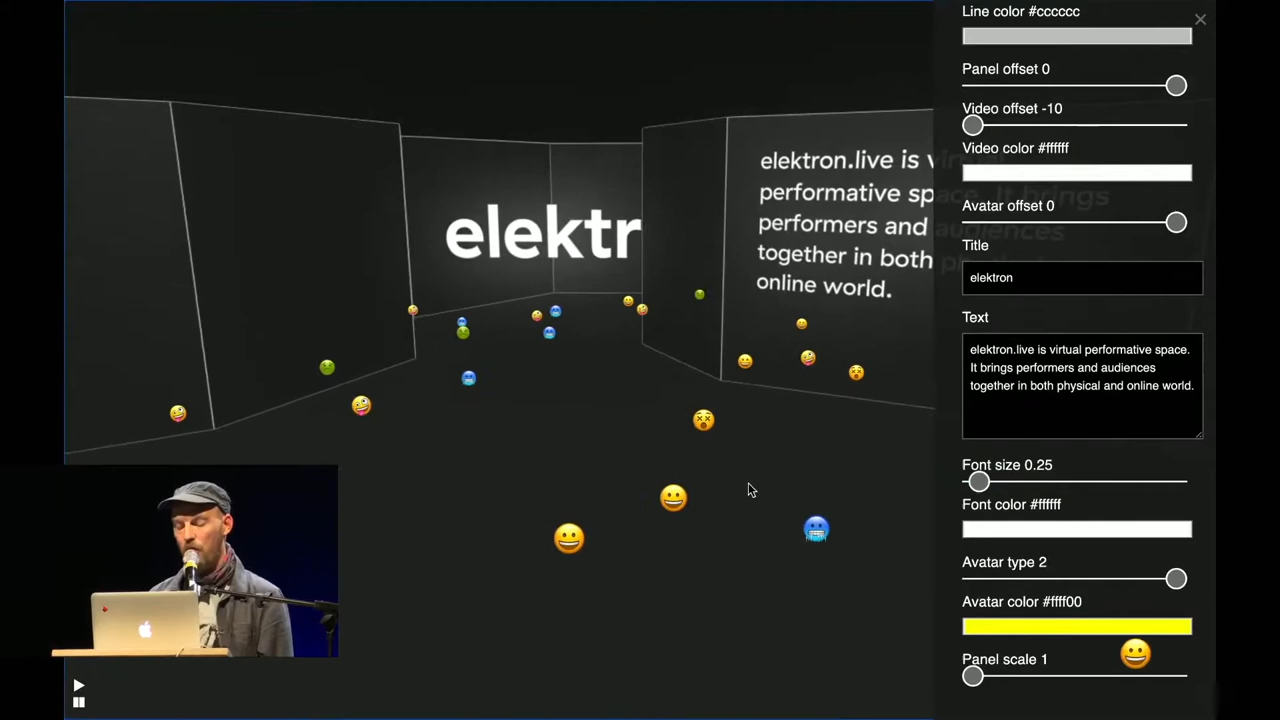 elektr
elektron.live is v
performative sp
performers and
together in both
online world.
Line color #cccccc
Panel offset 0
Video offset -10
Video color #ffffff
Avatar offset 0
Title
elektron
Text
elektron.live is virtual performative space.
It brings performers and audiences
together in both physical and online world.
Font size 0.25
Font color #ffffff
Avatar type 2
Avatar color #ffff00
Panel scale 1